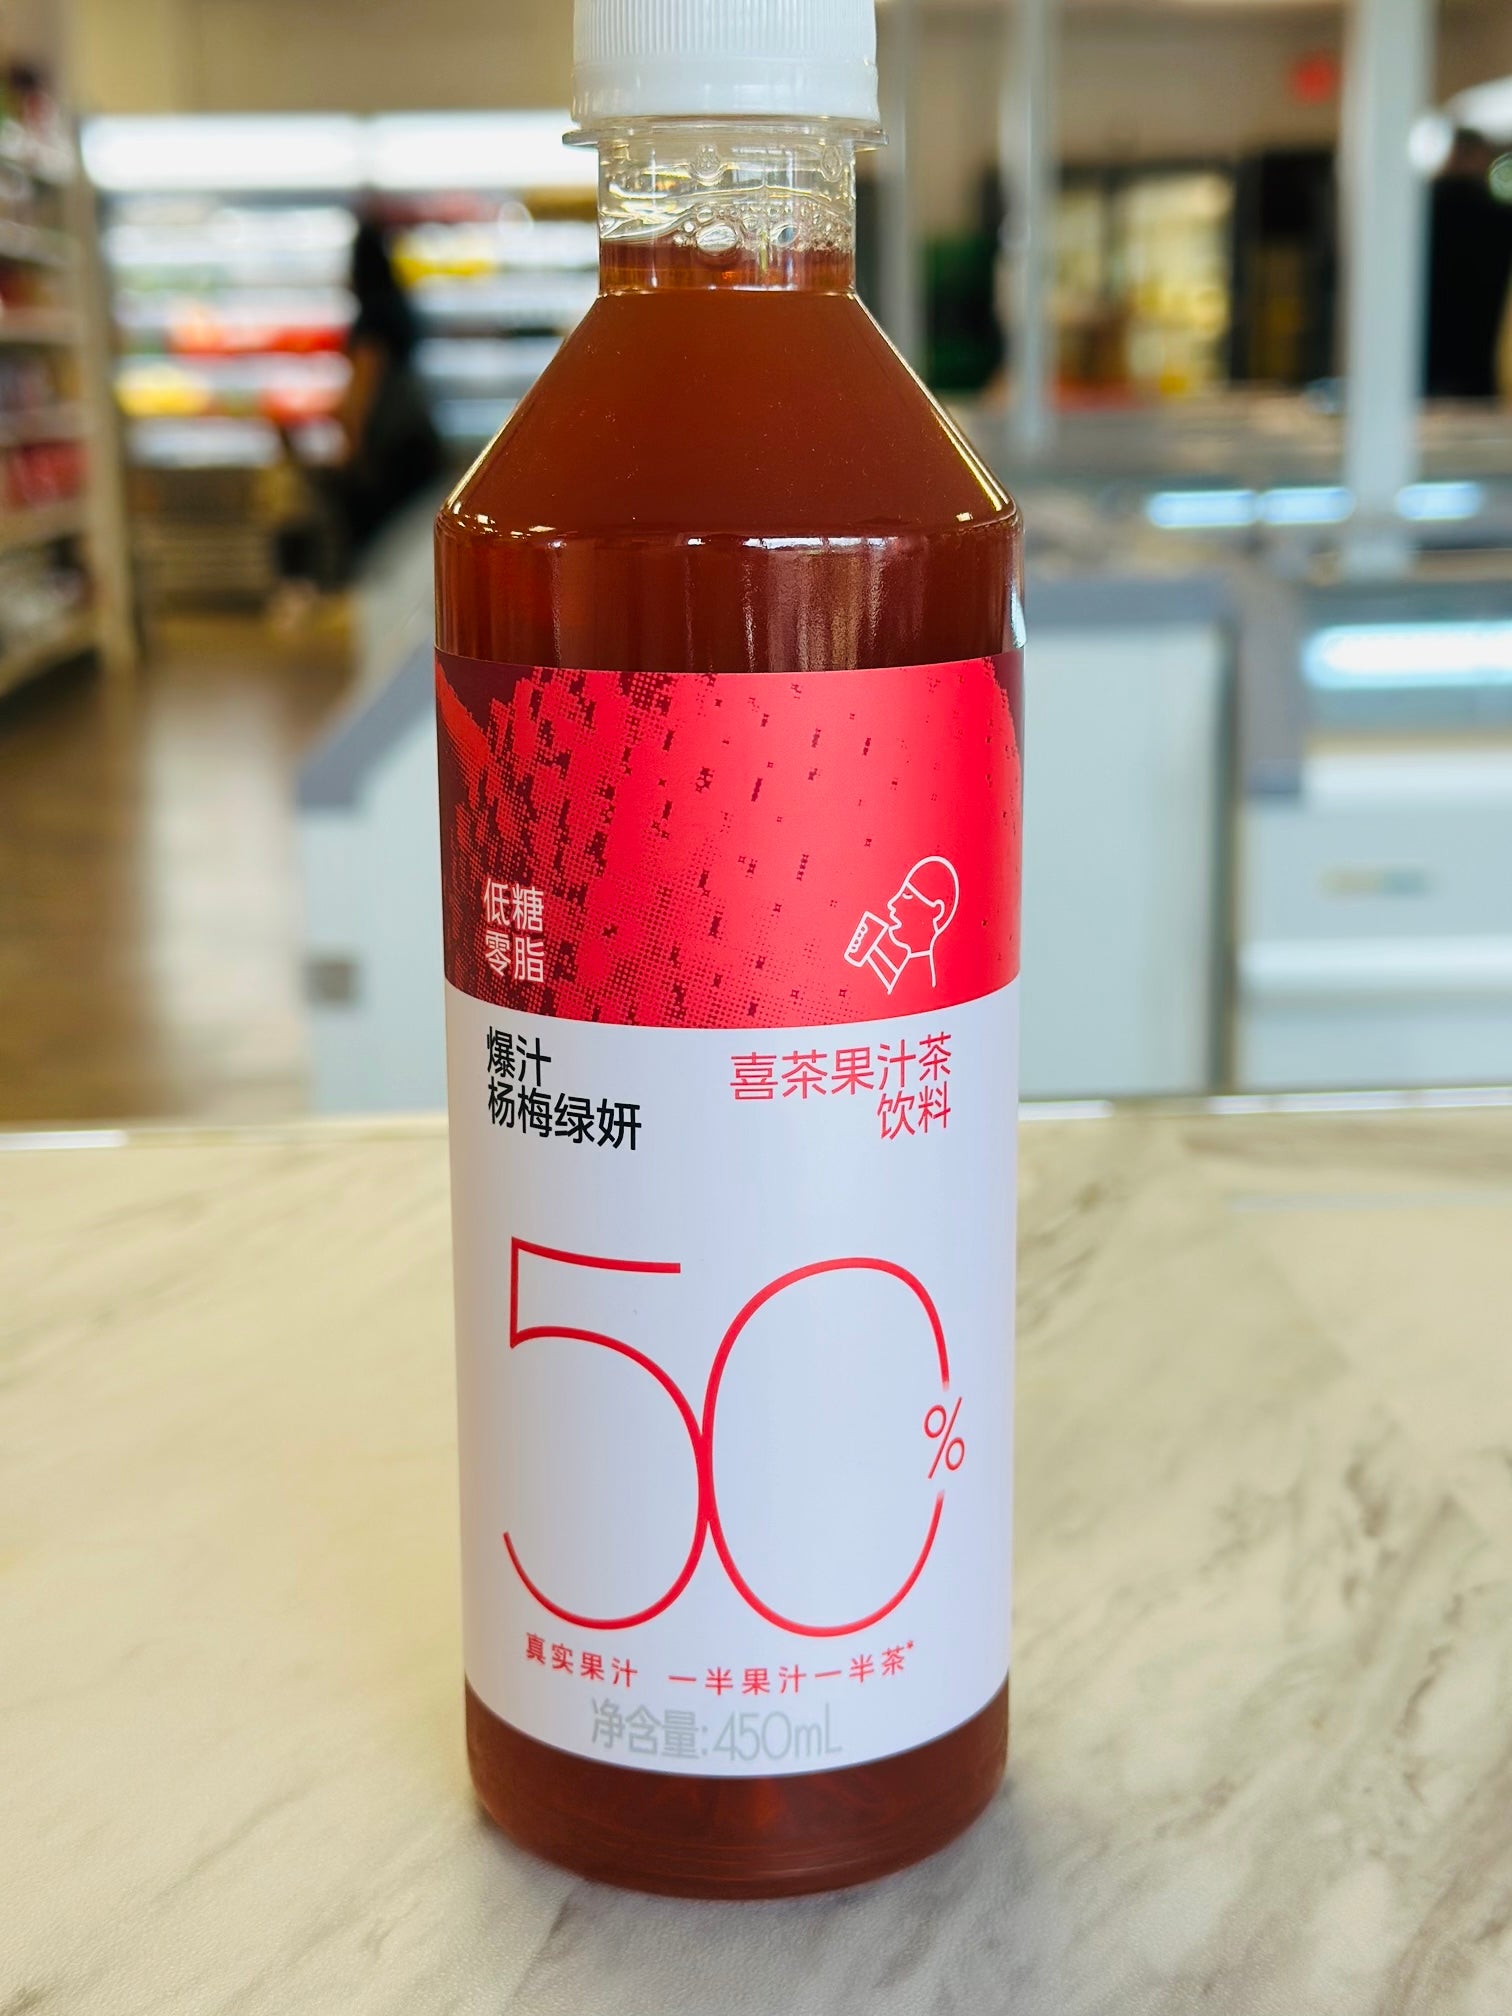 低糖
零脂
爆汁
杨梅绿妍
喜茶果汁茶
饮料
50%
真实果汁 一半果汁一半茶*
净含量:450mL